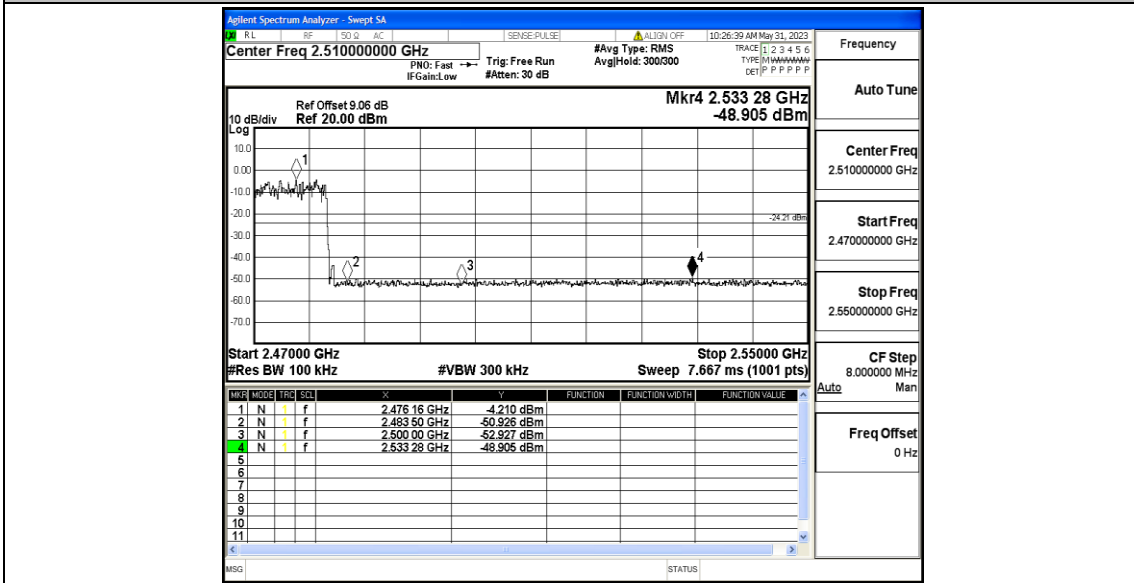 Agilent Spectrum Analyzer - Swept SA
RL RF 50 Ω AC SENSE:PULSE ALIGN OFF 10:26:39 AM May 31, 2023
Center Freq 2.510000000 GHz #Avg Type: RMS TRACE 1 2 3 4 5 6
PNO: Fast Trig: Free Run Avg|Hold: 300/300 TYPE M WWWWW
IFGain:Low #Atten: 30 dB DET P P P P P P
Mkr4 2.533 28 GHz
-48.905 dBm
Ref Offset 9.06 dB
10 dB/div Ref 20.00 dBm
Log
10.0
0.00
-10.0
-20.0
-30.0
-40.0
-50.0
-60.0
-70.0
1
2
3
4
-24.21 dBm
Start 2.47000 GHz Stop 2.55000 GHz
#Res BW 100 kHz #VBW 300 kHz Sweep 7.667 ms (1001 pts)
MKR MODE TRC SCL X Y FUNCTION FUNCTION WIDTH FUNCTION VALUE
1 N 1 f 2.476 16 GHz -4.210 dBm
2 N 1 f 2.483 50 GHz -50.926 dBm
3 N 1 f 2.500 00 GHz -52.927 dBm
4 N 1 f 2.533 28 GHz -48.905 dBm
5
6
7
8
9
10
11
MSG STATUS
Frequency
Auto Tune
Center Freq
2.510000000 GHz
Start Freq
2.470000000 GHz
Stop Freq
2.550000000 GHz
CF Step
8.000000 MHz
Auto Man
Freq Offset
0 Hz